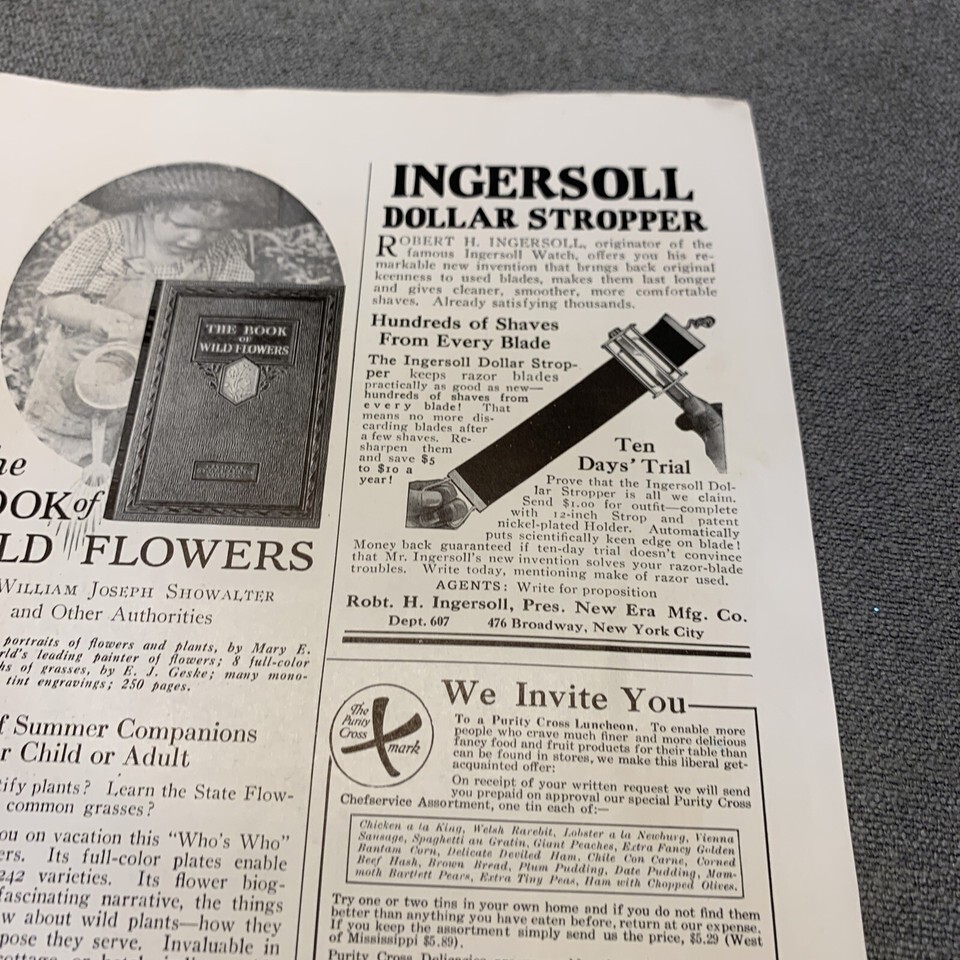 THE BOOK
OF
WILD FLOWERS
OOK of
LD FLOWERS
WILLIAM JOSEPH SHOWALTER
and Other Authorities
portraits of flowers and plants, by Mary E.
rld's leading painter of flowers; 8 full-color
hs of grasses, by E. J. Geske; many mono-
tint engravings; 250 pages.
f Summer Companions
r Child or Adult
ify plants? Learn the State Flow-
common grasses?
ou on vacation this "Who's Who"
ers. Its full-color plates enable
242 varieties. Its flower biog-
fascinating narrative, the things
w about wild plants—how they
pose they serve. Invaluable in
INGERSOLL
DOLLAR STROPPER
ROBERT H. INGERSOLL, originator of the
famous Ingersoll Watch, offers you his re-
markable new invention that brings back original
keenness to used blades, makes them last longer
and gives cleaner, smoother, more comfortable
shaves. Already satisfying thousands.
Hundreds of Shaves
From Every Blade
The Ingersoll Dollar Strop-
per keeps razor blades
practically as good as new—
hundreds of shaves from
every blade! That
means no more dis-
carding blades after
a few shaves. Re-
sharpen them
and save $5
to $10 a
year!
Ten
Days' Trial
Prove that the Ingersoll Dol-
lar Stropper is all we claim.
Send $1.00 for outfit—complete
with 12-inch Strop and patent
nickel-plated Holder. Automatically
puts scientifically keen edge on blade!
Money back guaranteed if ten-day trial doesn't convince
that Mr. Ingersoll's new invention solves your razor-blade
troubles. Write today, mentioning make of razor used.
AGENTS: Write for proposition
Robt. H. Ingersoll, Pres. New Era Mfg. Co.
Dept. 607 476 Broadway, New York City
The
Purity
Cross
mark
We Invite You
To a Purity Cross Luncheon. To enable more
people who crave much finer and more delicious
fancy food and fruit products for their table than
can be found in stores, we make this liberal get-
acquainted offer:
On receipt of your written request we will send
you prepaid on approval our special Purity Cross
Chefservice Assortment, one tin each of:—
Chicken a la King, Welsh Rarebit, Lobster a la Newburg, Vienna
Sausage, Spaghetti au Gratin, Giant Peaches, Extra Fancy Golden
Bantam Corn, Delicate Deviled Ham, Chile Con Carne, Corned
Beef Hash, Brown Bread, Plum Pudding, Date Pudding, Mam-
moth Bartlett Pears, Extra Tiny Peas, Ham with Chopped Olives.
Try one or two tins in your own home and if you do not find them
better than anything you have eaten before, return at our expense.
If you keep the assortment simply send us the price, $5.29 (West
of Mississippi $5.89).